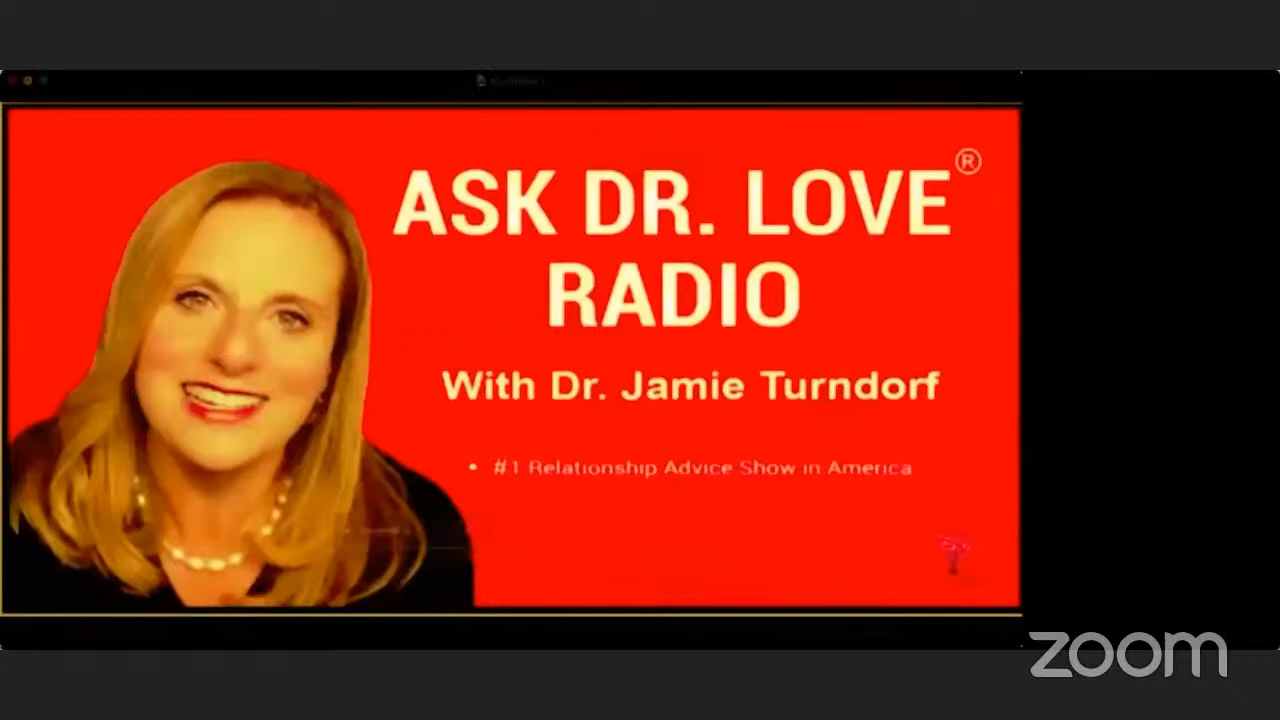 ASK DR. LOVE®
RADIO
With Dr. Jamie Turndorf
• #1 Relationship Advice Show in America
zoom